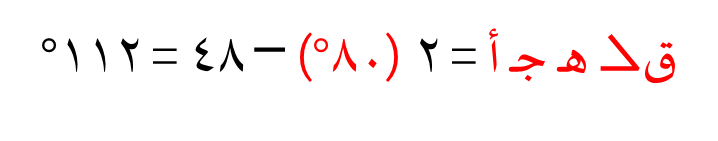 ق ∠ هـ جـ أ = ٢ (٨٠°) − ٤٨ = ١١٢°